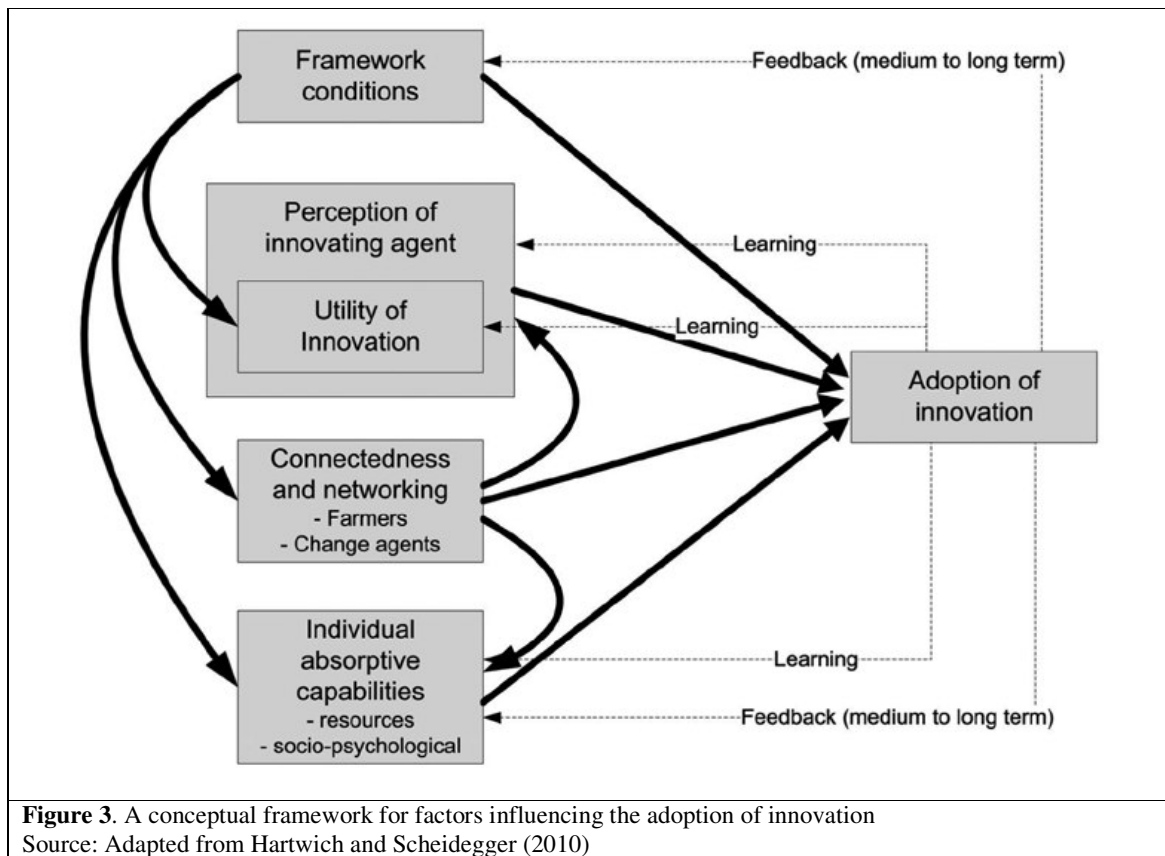 Framework
conditions
Feedback (medium to long term)
Perception of
innovating agent
Learning
Utility of
Innovation
Learning
Adoption of
innovation
Connectedness
and networking
- Farmers
- Change agents
Individual
absorptive
capabilities
- resources
- socio-psychological
Learning
Feedback (medium to long term)
Figure 3. A conceptual framework for factors influencing the adoption of innovation
Source: Adapted from Hartwich and Scheidegger (2010)